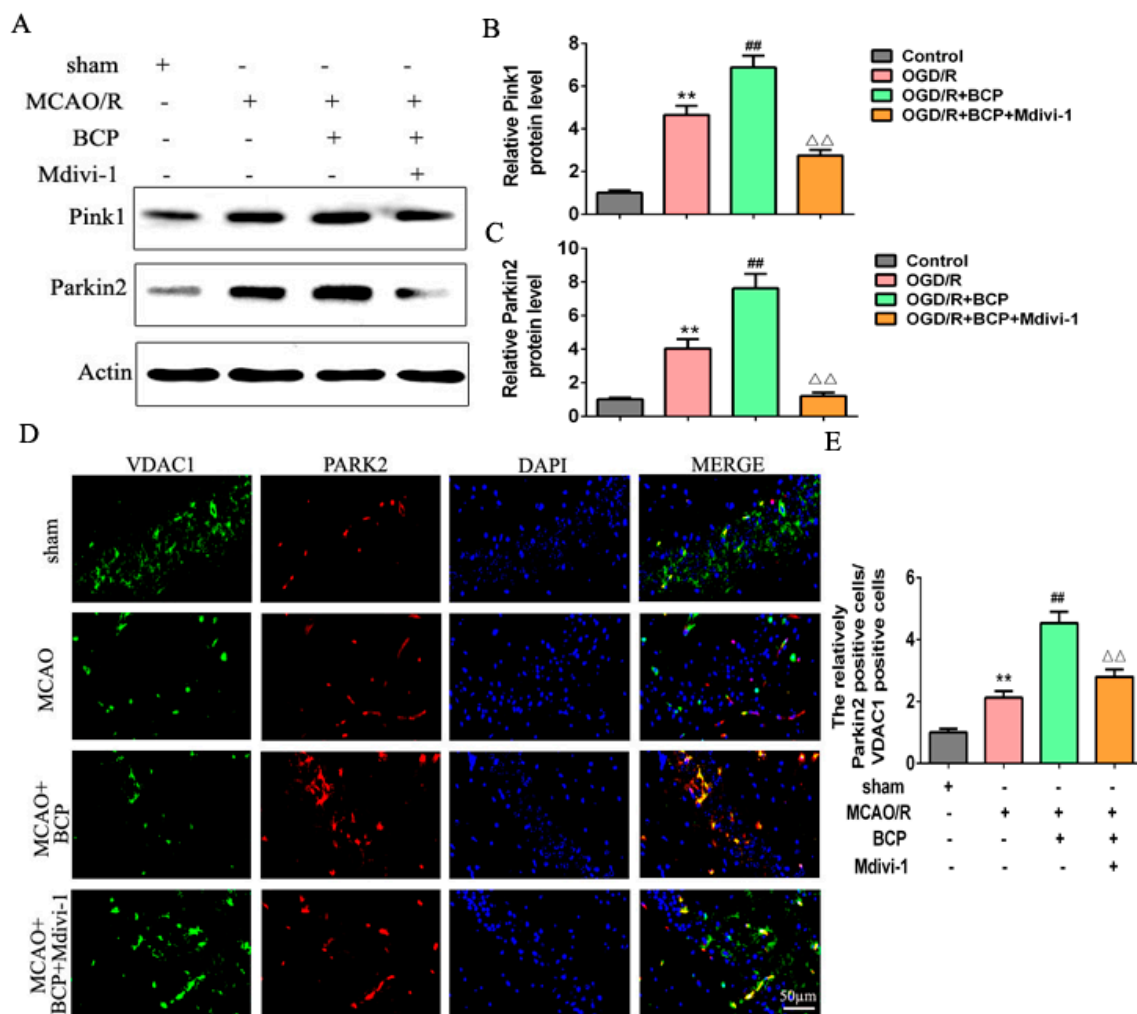 A
sham + - - -
MCAO/R - + + +
BCP - - + +
Mdivi-1 - - - +
Pink1
Parkin2
Actin
B
Relative Pink1
protein level
8
6
4
2
0
**
##
△△
Control
OGD/R
OGD/R+BCP
OGD/R+BCP+Mdivi-1
C
Relative Parkin2
protein level
10
8
6
4
2
0
**
##
△△
Control
OGD/R
OGD/R+BCP
OGD/R+BCP+Mdivi-1
D
VDAC1 PARK2 DAPI MERGE
sham
MCAO
MCAO+
BCP
MCAO+
BCP+Mdivi-1
50μm
E
The relatively
Parkin2 positive cells/
VDAC1 positive cells
6
4
2
0
**
##
△△
sham + - - -
MCAO/R - + + +
BCP - - + +
Mdivi-1 - - - +